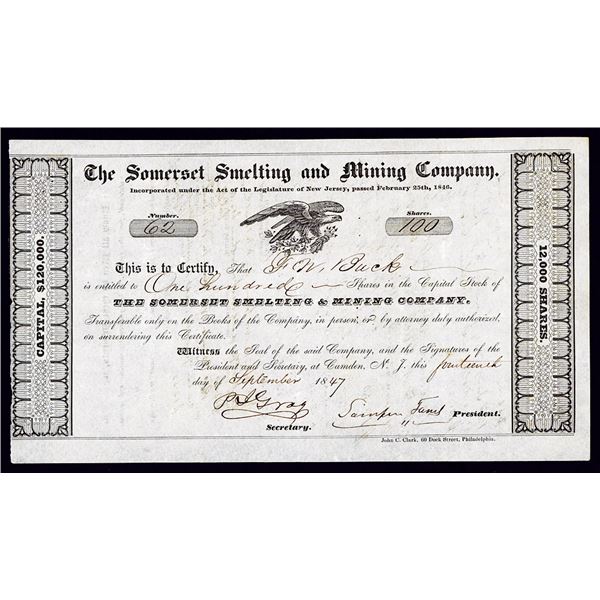 The Somerset Smelting and Mining Company.
Incorporated under the Act of the Legislature of New Jersey, passed February 25th, 1846.
Number.
62
Shares.
100
This is to Certify, That F W Buck
is entitled to One hundred Shares in the Capital Stock of
THE SOMERSET SMELTING & MINING COMPANY,
Transferable only on the Books of the Company, in person, or by attorney duly authorized,
on surrendering this Certificate.
Witness the Seal of the said Company, and the Signatures of the
President and Secretary, at Camden, N. J. this fourteenth
day of September 1847
Gray
Secretary.
President.
John C. Clark, 60 Dock Street, Philadelphia.
CAPITAL, $120,000.
12,000 SHARES.